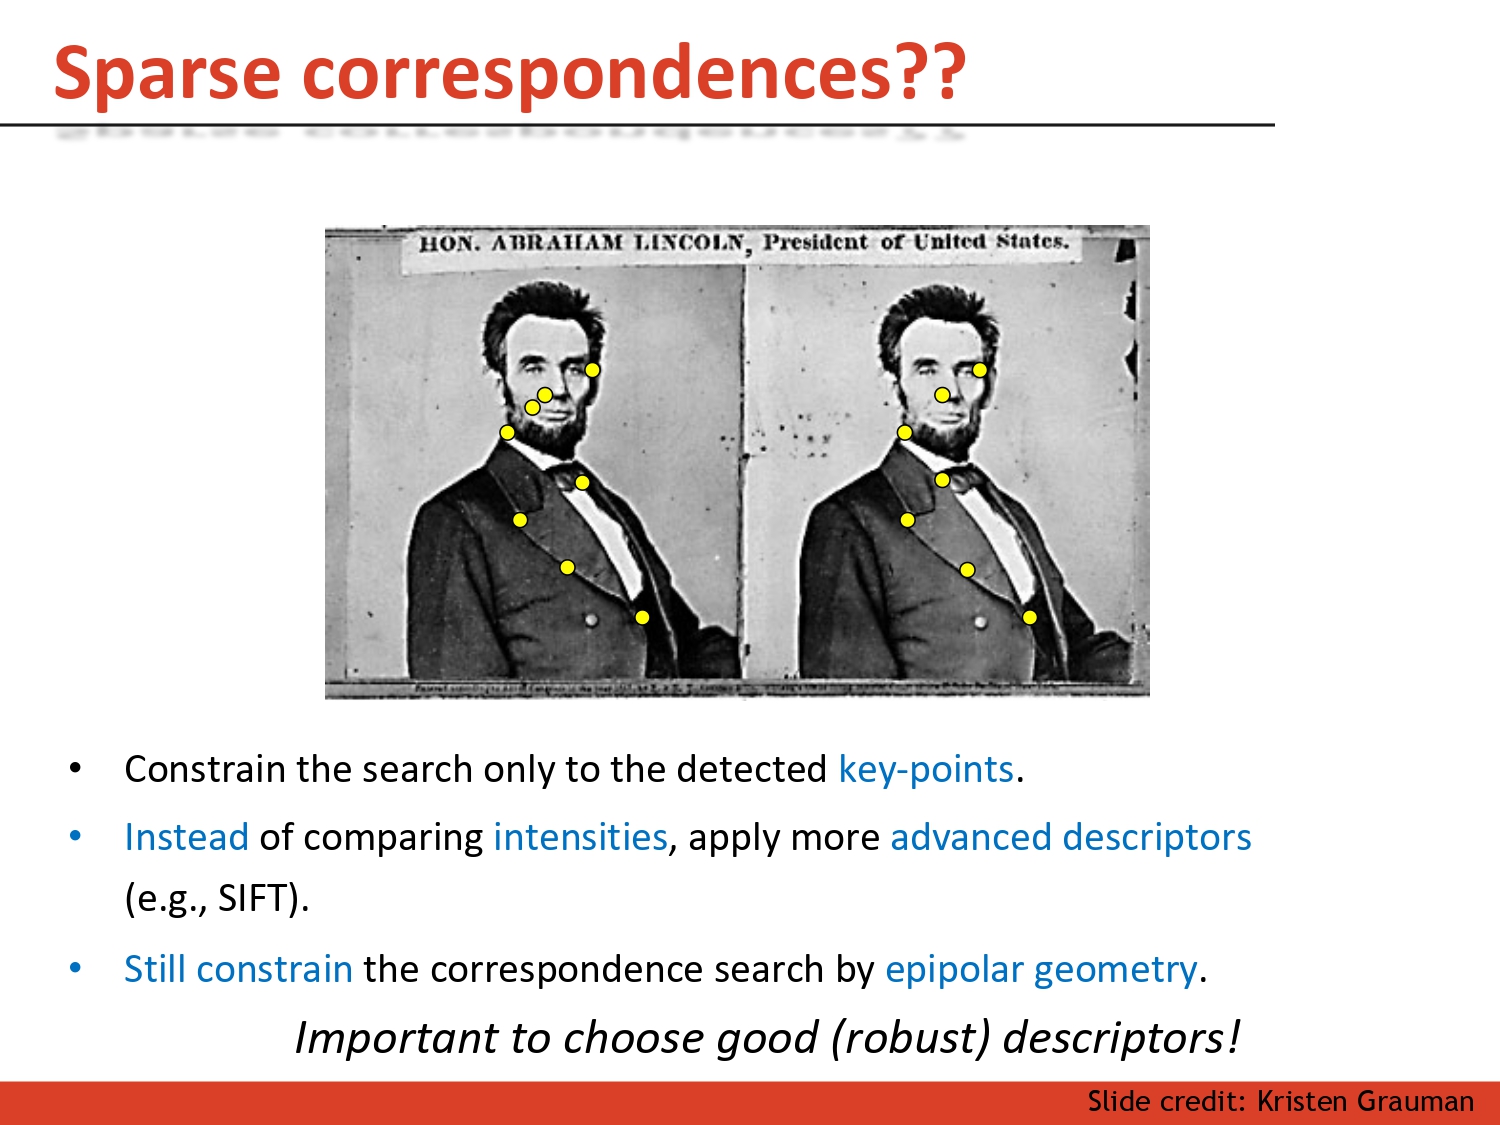 Sparse correspondences??
HON. ABRAHAM LINCOLN, President of United States.
• Constrain the search only to the detected key-points.
• Instead of comparing intensities, apply more advanced descriptors
(e.g., SIFT).
• Still constrain the correspondence search by epipolar geometry.
Important to choose good (robust) descriptors!
Slide credit: Kristen Grauman